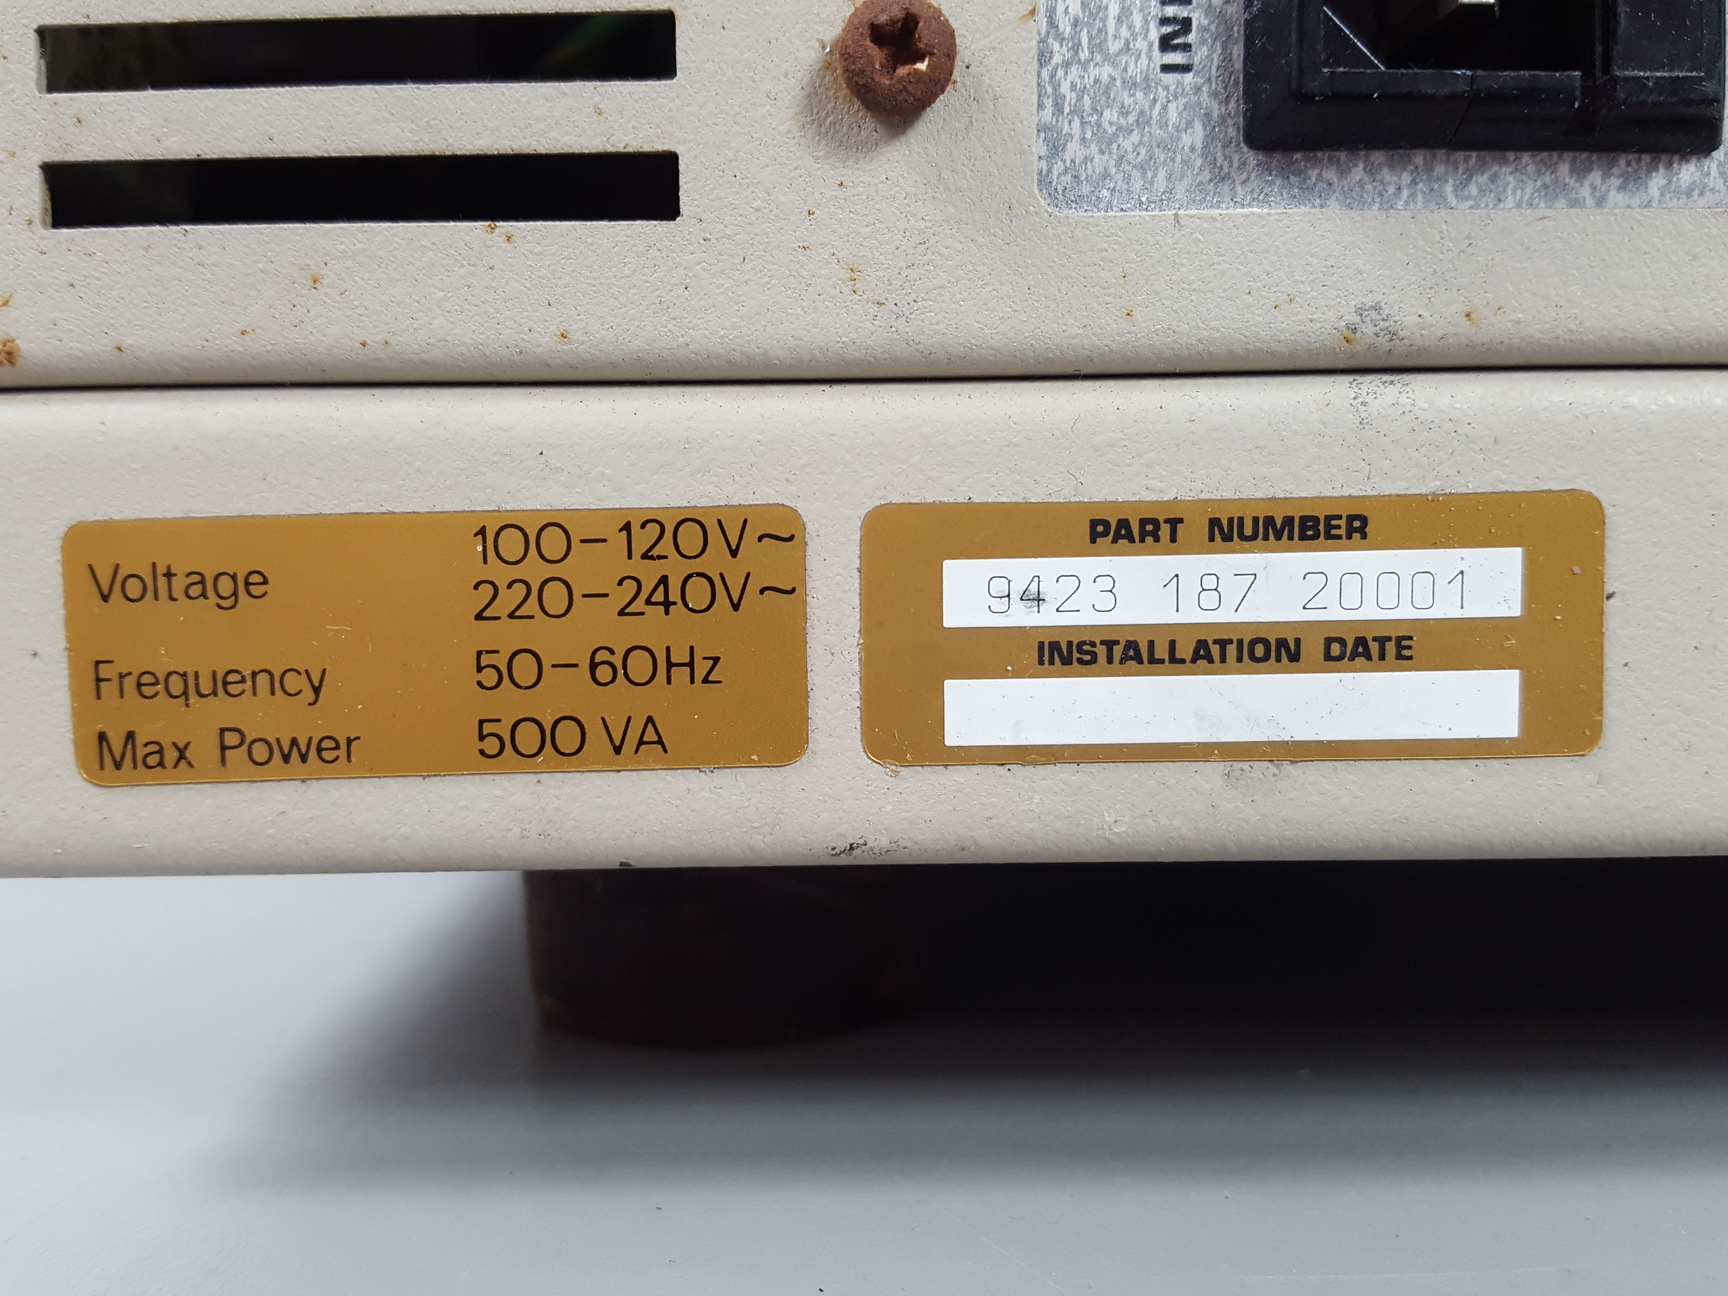 Voltage 100-120V~
220-240V~
Frequency 50-60Hz
Max Power 500 VA
PART NUMBER
9423 187 20001
INSTALLATION DATE